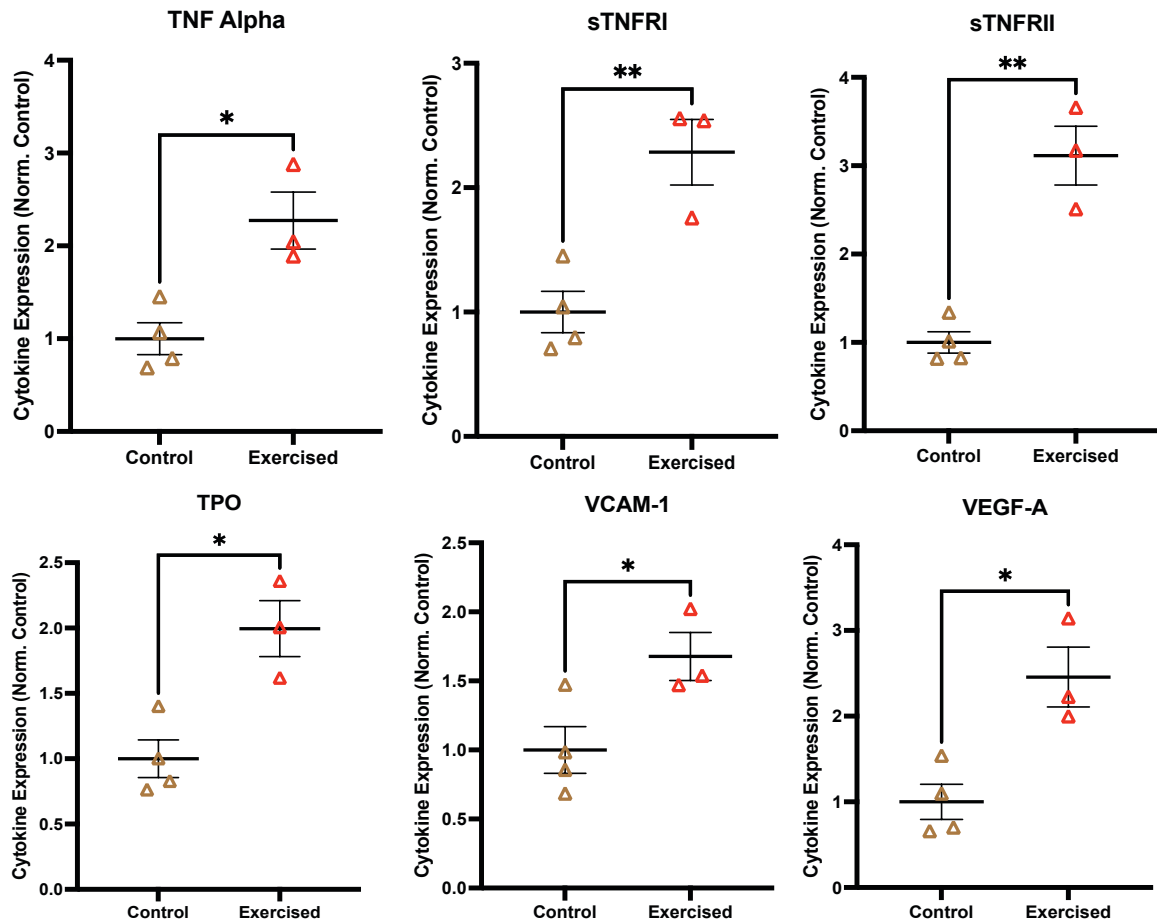 TNF Alpha
Cytokine Expression (Norm. Control)
4
3
2
1
0
*
Control
Exercised
sTNFRI
Cytokine Expression (Norm. Control)
3
2
1
0
**
Control
Exercised
sTNFRII
Cytokine Expression (Norm. Control)
4
3
2
1
0
**
Control
Exercised
TPO
Cytokine Expression (Norm. Control)
2.5
2.0
1.5
1.0
0.5
0.0
*
Control
Exercised
VCAM-1
Cytokine Expression (Norm. Control)
2.5
2.0
1.5
1.0
0.5
0.0
*
Control
Exercised
VEGF-A
Cytokine Expression (Norm. Control)
4
3
2
1
0
*
Control
Exercised